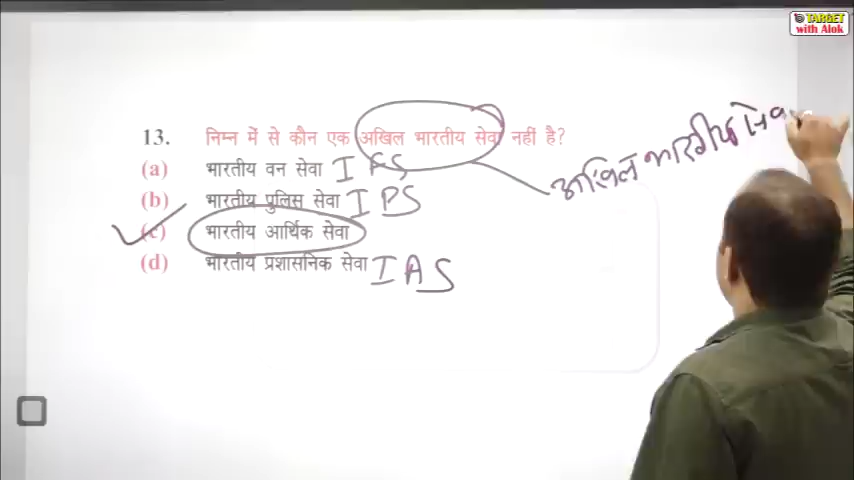 TARGET
with Alok
13. निम्न में से कौन एक अखिल भारतीय सेवा नहीं है?
(a) भारतीय वन सेवा IFS
(b) भारतीय पुलिस सेवा IPS
(c) भारतीय आर्थिक सेवा
(d) भारतीय प्रशासनिक सेवा IAS
अखिल भारतीय